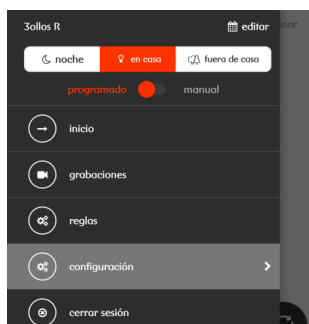 3ollos R editar
noche en casa fuera de casa
programado manual
inicio
grabaciones
reglas
configuración
cerrar sesión